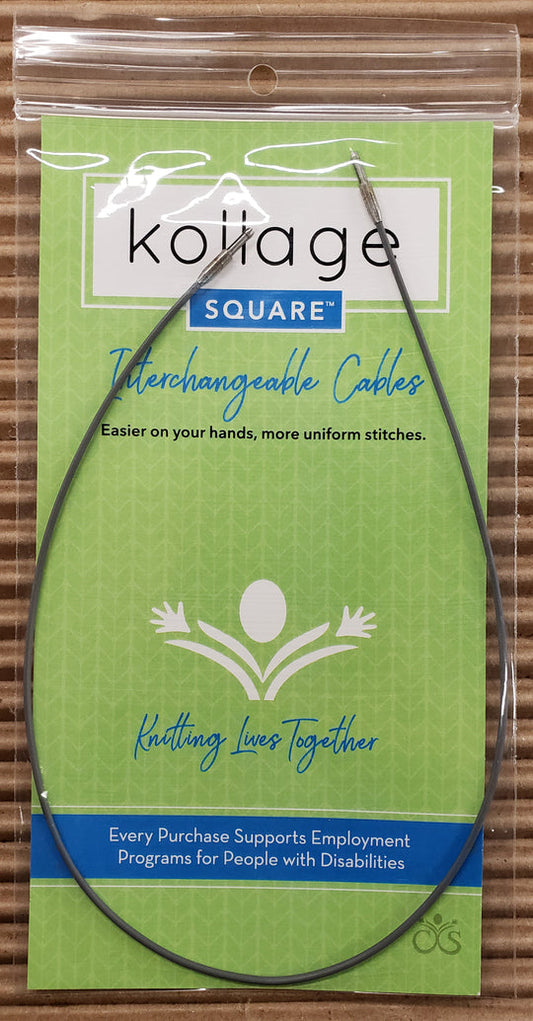 kollage
SQUARE™
Interchangeable Cables
Easier on your hands, more uniform stitches.
Knitting Lives Together
Every Purchase Supports Employment
Programs for People with Disabilities
CS